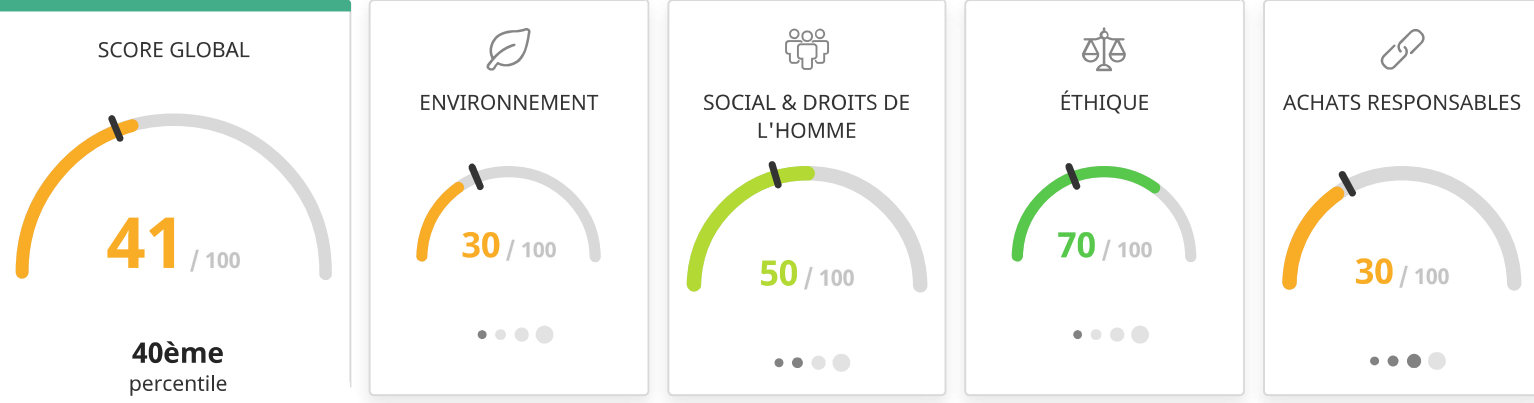 SCORE GLOBAL
41 / 100
40ème
percentile
ENVIRONNEMENT
30 / 100
SOCIAL & DROITS DE
L'HOMME
50 / 100
ÉTHIQUE
70 / 100
ACHATS RESPONSABLES
30 / 100